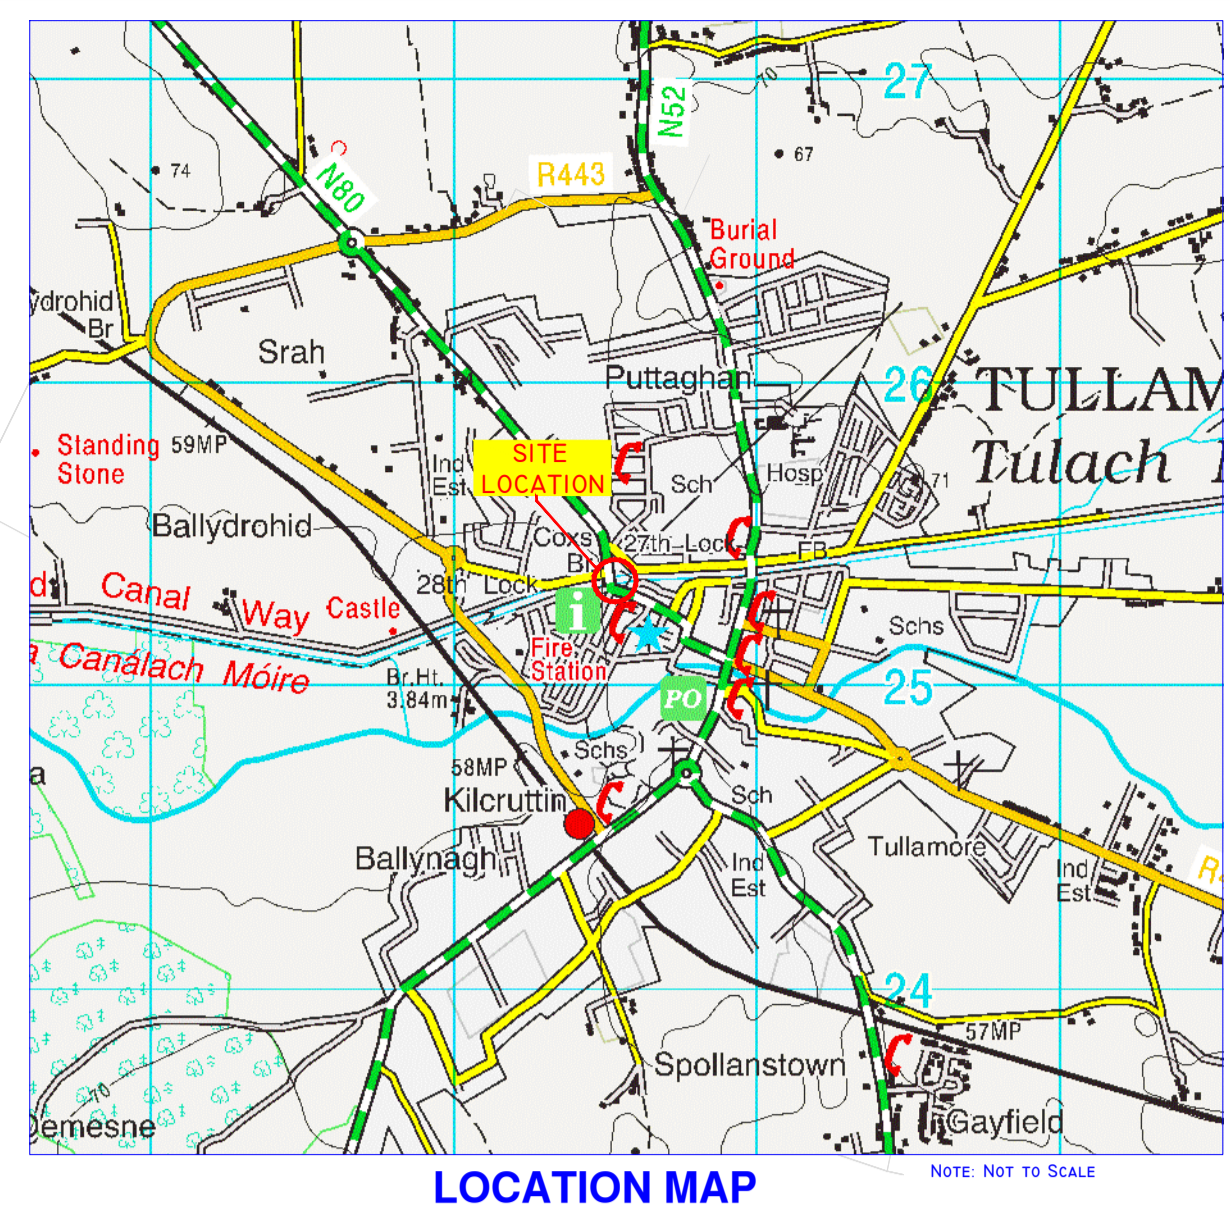 27
N52
70
67
74
N80
R443
Burial
Ground
ydrohid
Br
Srah
Puttaghan
26
TULLAM
Tulach
Standing
Stone
59MP
SITE
LOCATION
Ind
Est
Sch
Hosp
71
Ballydrohid
Coxs
Br
27th Lock
FB
28th Lock
d
Canal
Way
Castle
i
Schs
a Canálach Móire
Fire
Station
Br.Ht.
3.84m
PO
25
a
58MP
Schs
Kilcruttin
Sch
Ballynagh
Ind
Est
Tullamore
Ind
Est
24
57MP
Spollanstown
70
Demesne
Gayfield
LOCATION MAP
NOTE: NOT TO SCALE